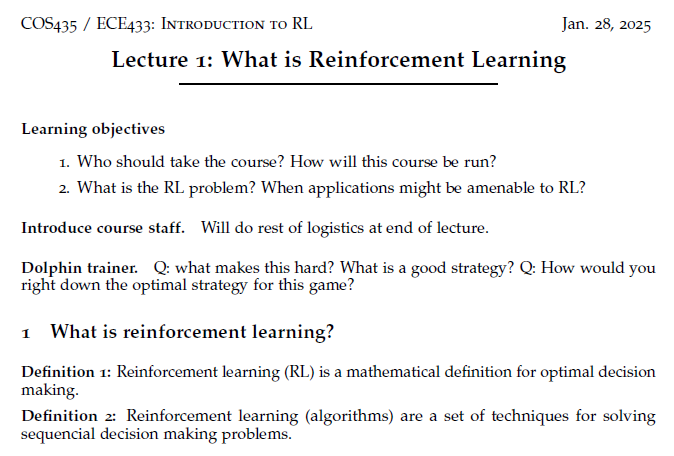 COS435 / ECE433: Introduction to RL Jan. 28, 2025
Lecture 1: What is Reinforcement Learning
Learning objectives
1. Who should take the course? How will this course be run?
2. What is the RL problem? When applications might be amenable to RL?
Introduce course staff. Will do rest of logistics at end of lecture.
Dolphin trainer. Q: what makes this hard? What is a good strategy? Q: How would you
right down the optimal strategy for this game?
1 What is reinforcement learning?
Definition 1: Reinforcement learning (RL) is a mathematical definition for optimal decision
making.
Definition 2: Reinforcement learning (algorithms) are a set of techniques for solving
sequencial decision making problems.